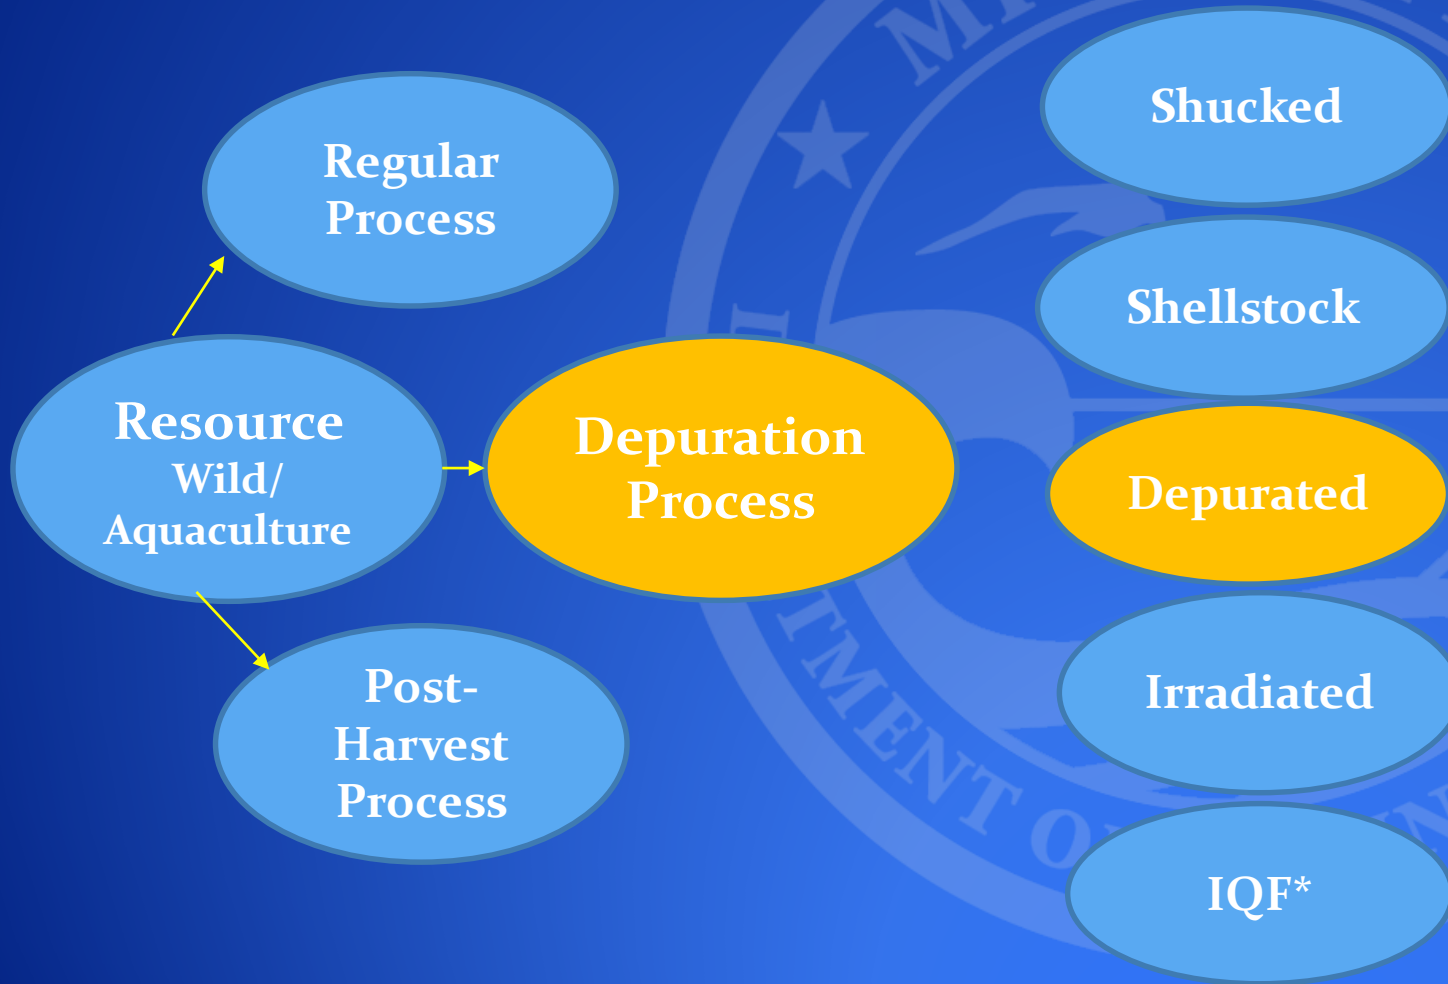 Regular
Process
Resource
Wild/
Aquaculture
Depuration
Process
Post-
Harvest
Process
Shucked
Shellstock
Depurated
Irradiated
IQF*